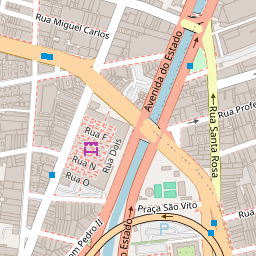 Rua Miguel Carlos
Avenida do Estado
Rua Profe
Rua F
Rua Dois
Rua N
Rua O
Rua Santa Rosa
Praça São Vito
om Pedro II
o Estado
P